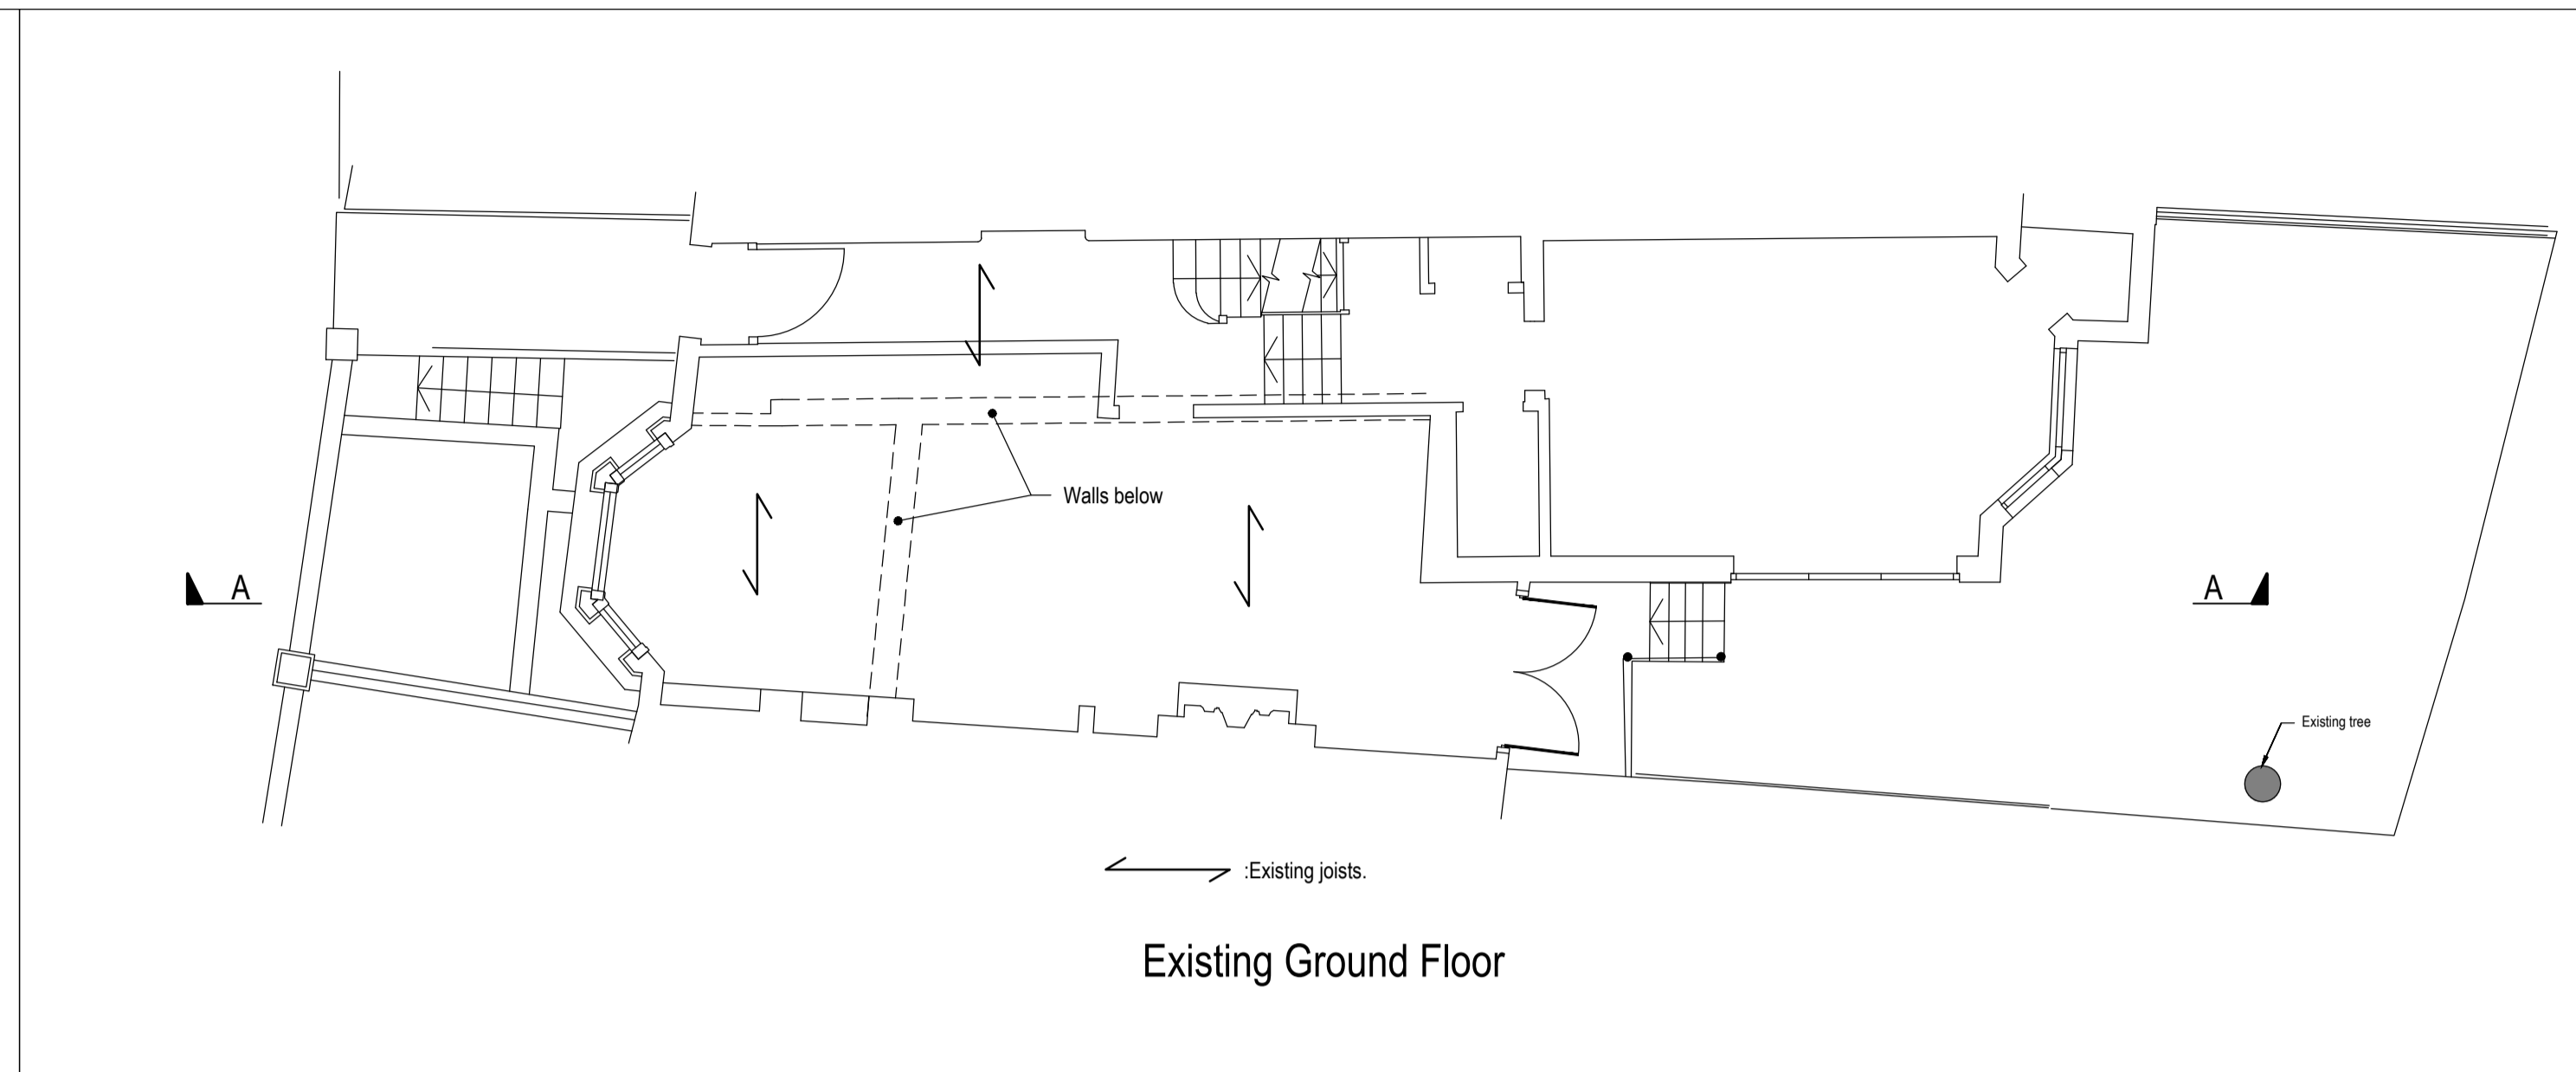 Walls below
A
A
Existing tree
:Existing joists.
Existing Ground Floor